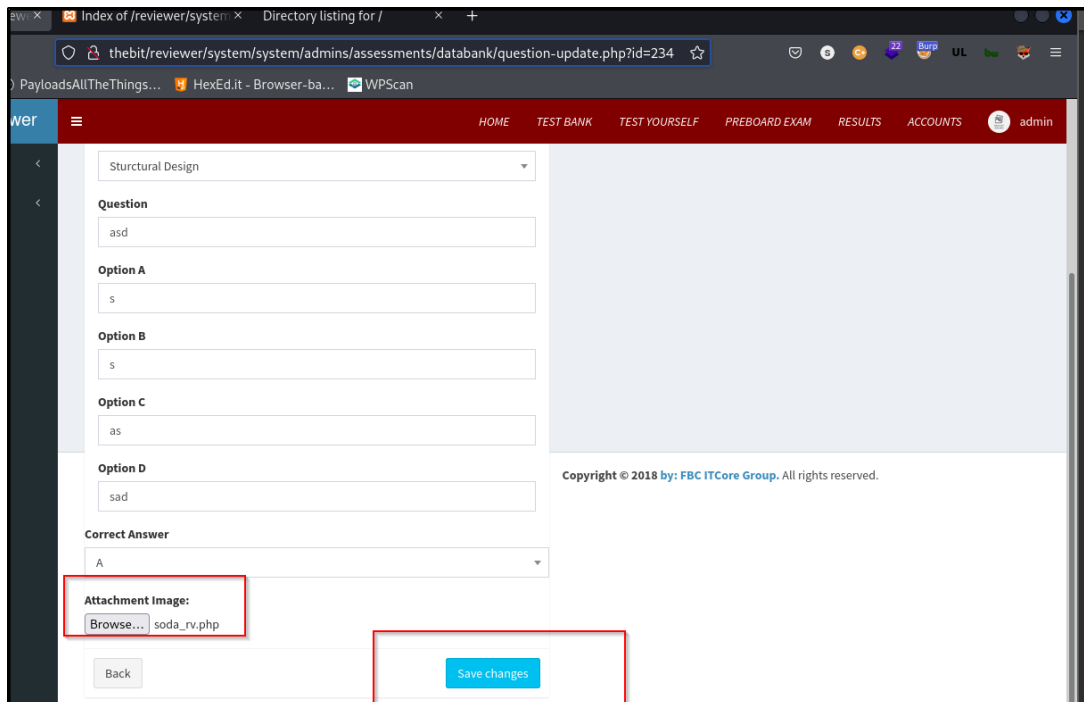 Index of /reviewer/system
Directory listing for /
thebit/reviewer/system/system/admins/assessments/databank/question-update.php?id=234
22
Burp
UL
PayloadsAllTheThings...
HexEd.it - Browser-ba...
WPScan
wer
HOME
TEST BANK
TEST YOURSELF
PREBOARD EXAM
RESULTS
ACCOUNTS
admin
Sturctural Design
Question
asd
Option A
s
Option B
s
Option C
as
Option D
sad
Copyright © 2018 by: FBC ITCore Group. All rights reserved.
Correct Answer
A
Attachment Image:
Browse... soda_rv.php
Back
Save changes